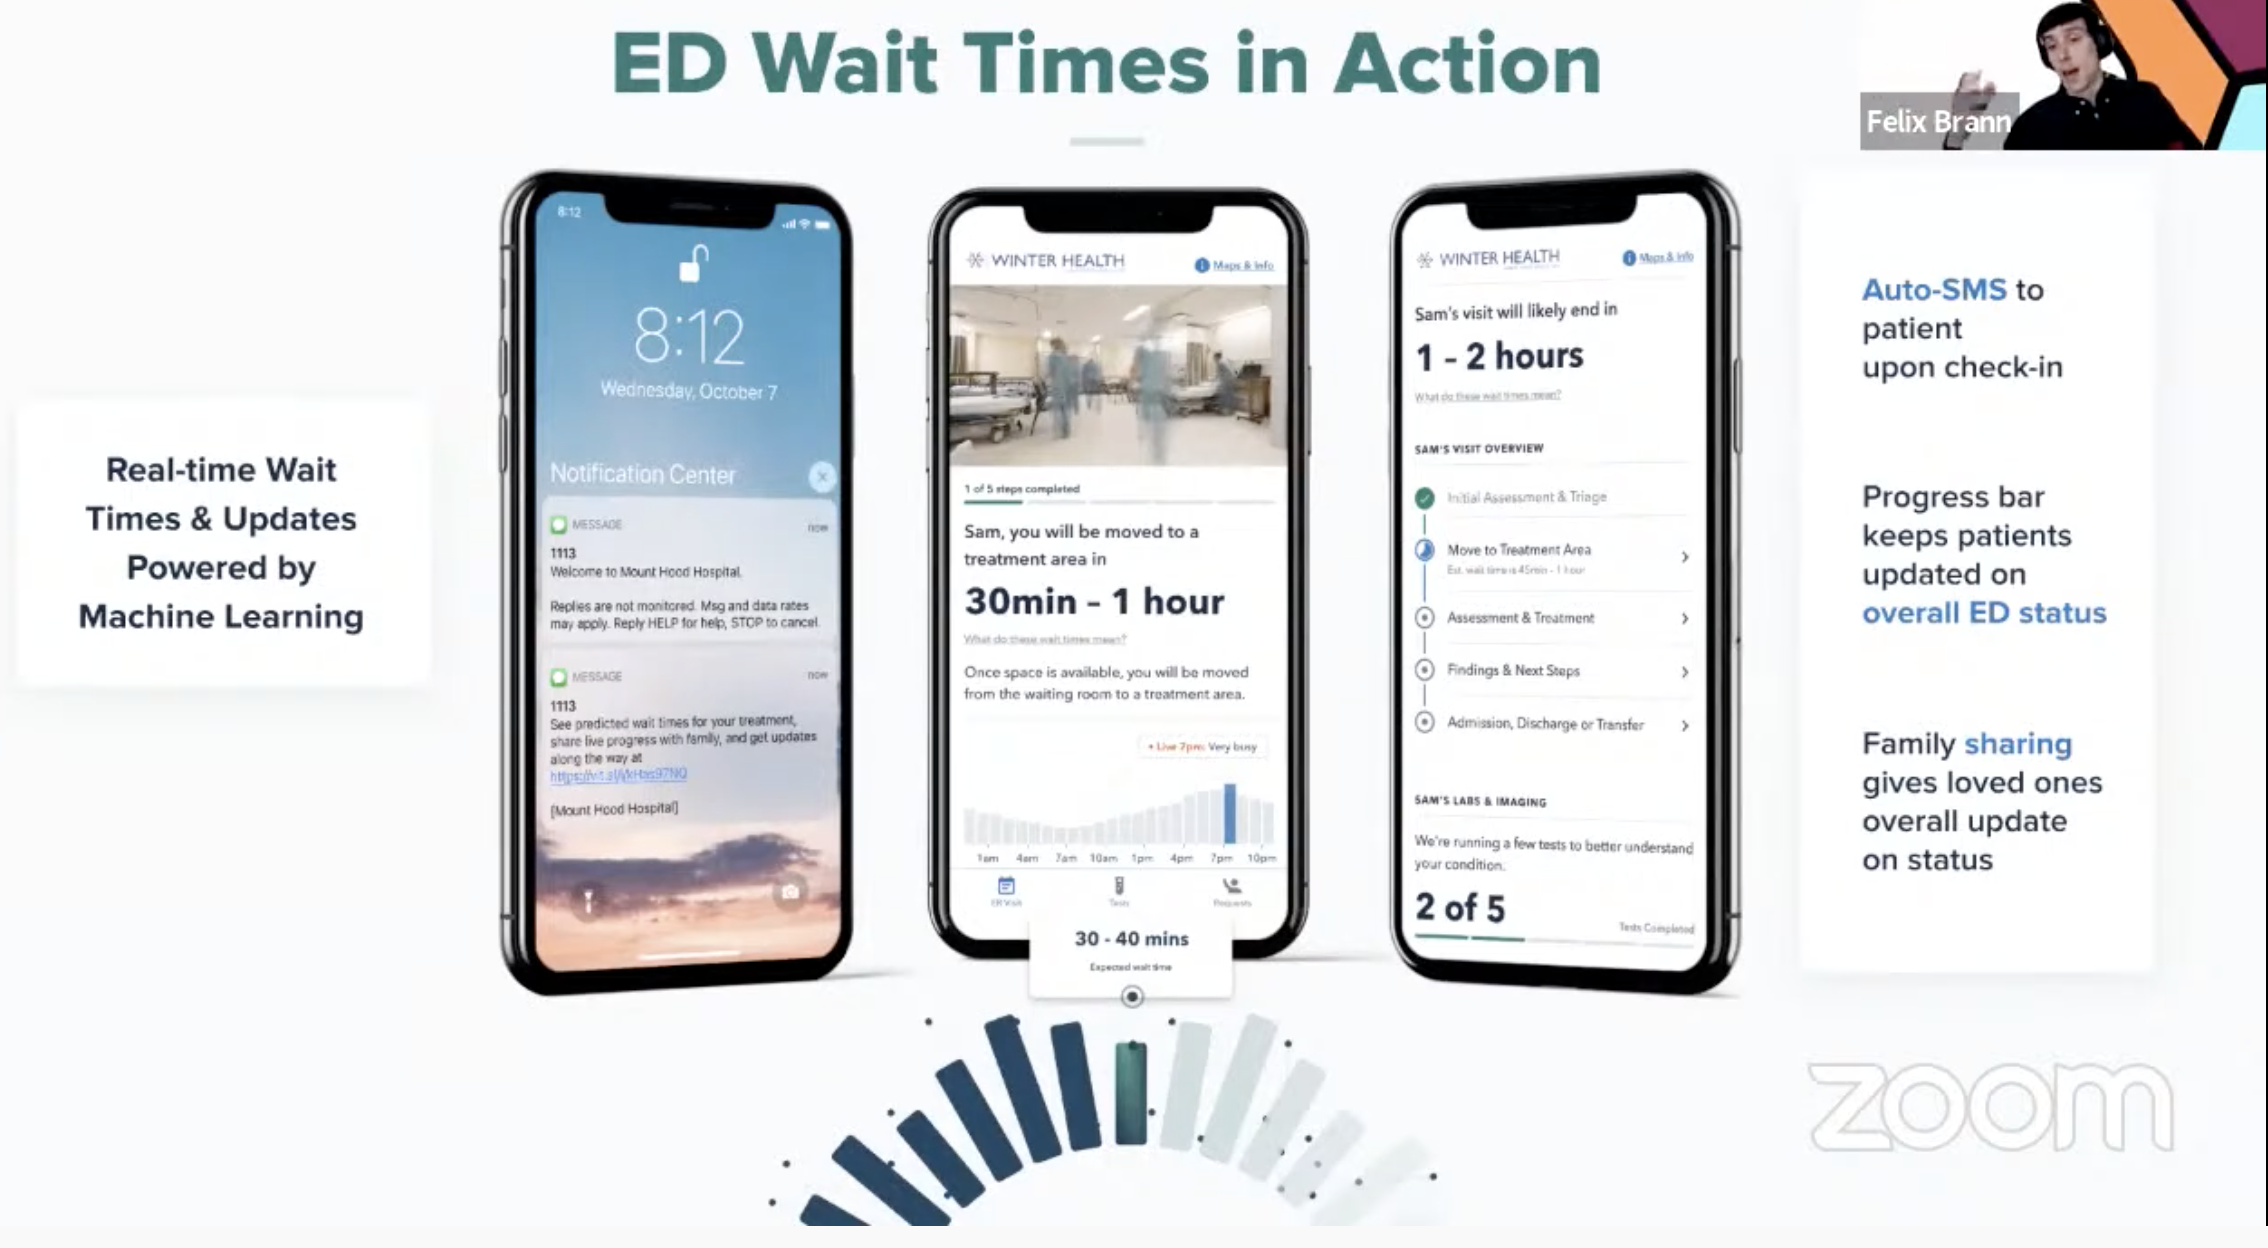 ED Wait Times in Action
Felix Brann
Real-time Wait
Times & Updates
Powered by
Machine Learning
8:12
8:12
Wednesday, October 7
Notification Center
MESSAGE
now
1113
Welcome to Mount Hood Hospital.
Replies are not monitored. Msg and data rates
may apply. Reply HELP for help, STOP to cancel.
MESSAGE
now
1113
See predicted wait times for your treatment,
share live progress with family, and get updates
along the way at
[Mount Hood Hospital]
WINTER HEALTH
Maps & Info
1 of 5 steps completed
Sam, you will be moved to a
treatment area in
30min - 1 hour
What do these wait times mean?
Once space is available, you will be moved
from the waiting room to a treatment area.
• Live 7pm: Very busy
1am 4am 7am 10am 1pm 4pm 7pm 10pm
ER Visit
Tests
Requests
30 - 40 mins
Expected wait time
WINTER HEALTH
Maps & Info
Sam's visit will likely end in
1 - 2 hours
What do these wait times mean?
SAM'S VISIT OVERVIEW
Initial Assessment & Triage
Move to Treatment Area
Est. wait time is 45min - 1 hour
Assessment & Treatment
Findings & Next Steps
Admission, Discharge or Transfer
SAM'S LABS & IMAGING
We're running a few tests to better understand
your condition.
2 of 5
Tests Completed
Auto-SMS to
patient
upon check-in
Progress bar
keeps patients
updated on
overall ED status
Family sharing
gives loved ones
overall update
on status
zoom